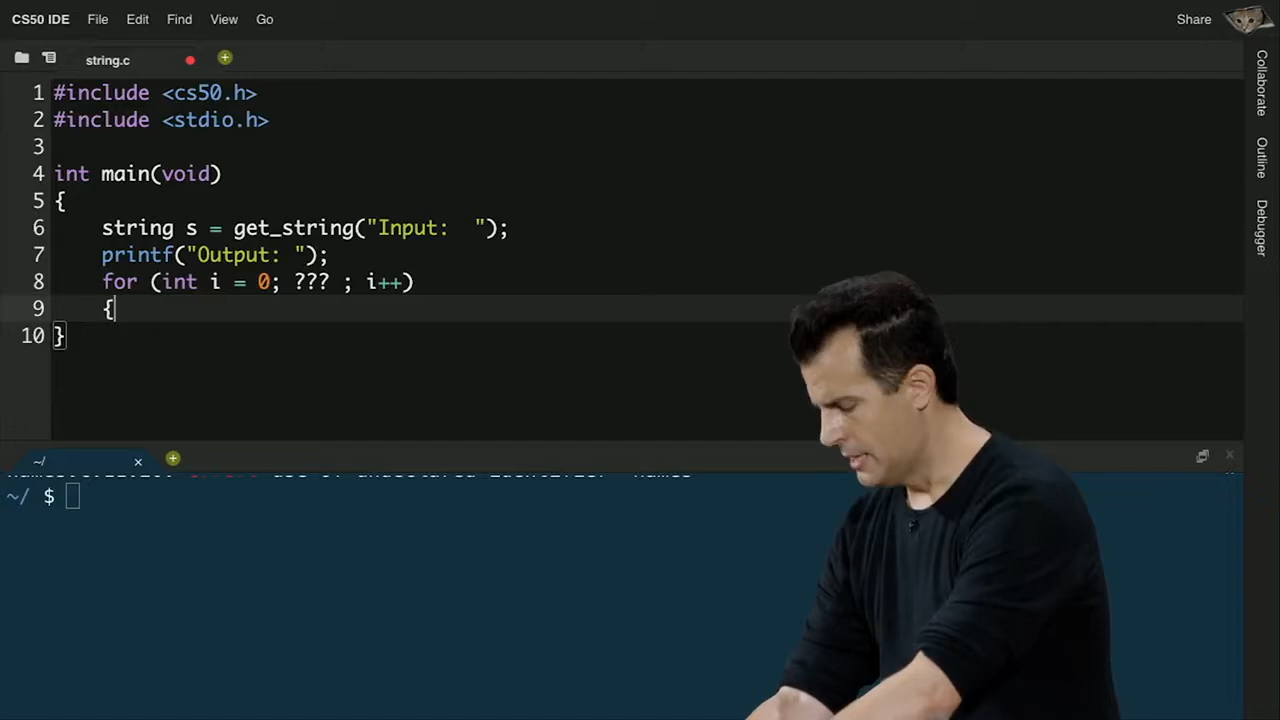 CS50 IDE File Edit Find View Go Share
string.c
1 #include <cs50.h>
2 #include <stdio.h>
3
4 int main(void)
5 {
6     string s = get_string("Input:  ");
7     printf("Output: ");
8     for (int i = 0; ??? ; i++)
9     {
10 }
Collaborate
Outline
Debugger
~/
~/ $